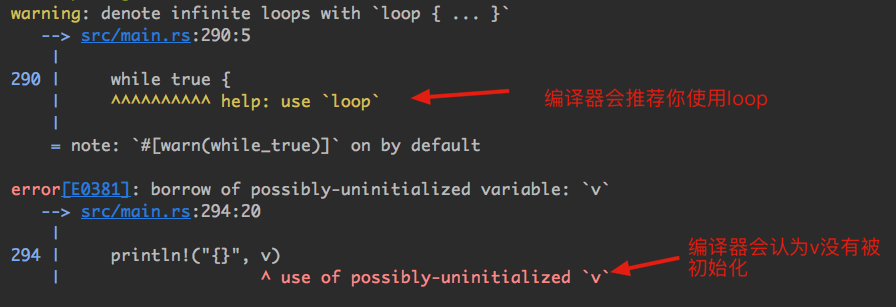 warning: denote infinite loops with `loop { ... }`
--> src/main.rs:290:5
|
290 |     while true {
|     ^^^^^^^^^^ help: use `loop`
编译器会推荐你使用loop
|
= note: `#[warn(while_true)]` on by default
error[E0381]: borrow of possibly-uninitialized variable: `v`
--> src/main.rs:294:20
|
294 |     println!("{}", v)
|                    ^ use of possibly-uninitialized `v`
编译器会认为v没有被
初始化